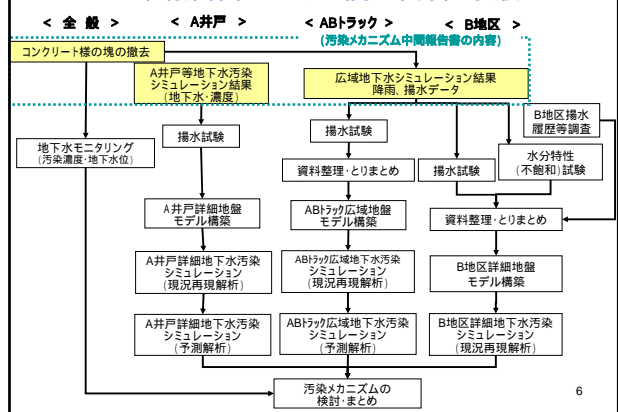 < 全 般 >
< A井戸 >
< ABトラック >
< B地区 >
(汚染メカニズム中間報告書の内容)
コンクリート様の塊の撤去
A井戸等地下水汚染
シミュレーション結果
(地下水・濃度)
広域地下水シミュレーション結果
降雨、揚水データ
B地区揚水
履歴等調査
地下水モニタリング
(汚染濃度・地下水位)
揚水試験
揚水試験
揚水試験
水分特性
(不飽和)試験
資料整理・とりまとめ
A井戸詳細地盤
モデル構築
ABトラック広域地盤
モデル構築
資料整理・とりまとめ
A井戸詳細地下水汚染
シミュレーション
(現況再現解析)
ABトラック広域地下水汚染
シミュレーション
(現況再現解析)
B地区詳細地盤
モデル構築
A井戸詳細地下水汚染
シミュレーション
(予測解析)
ABトラック広域地下水汚染
シミュレーション
(予測解析)
B地区詳細地下水汚染
シミュレーション
(現況再現解析)
汚染メカニズムの
検討・まとめ
6